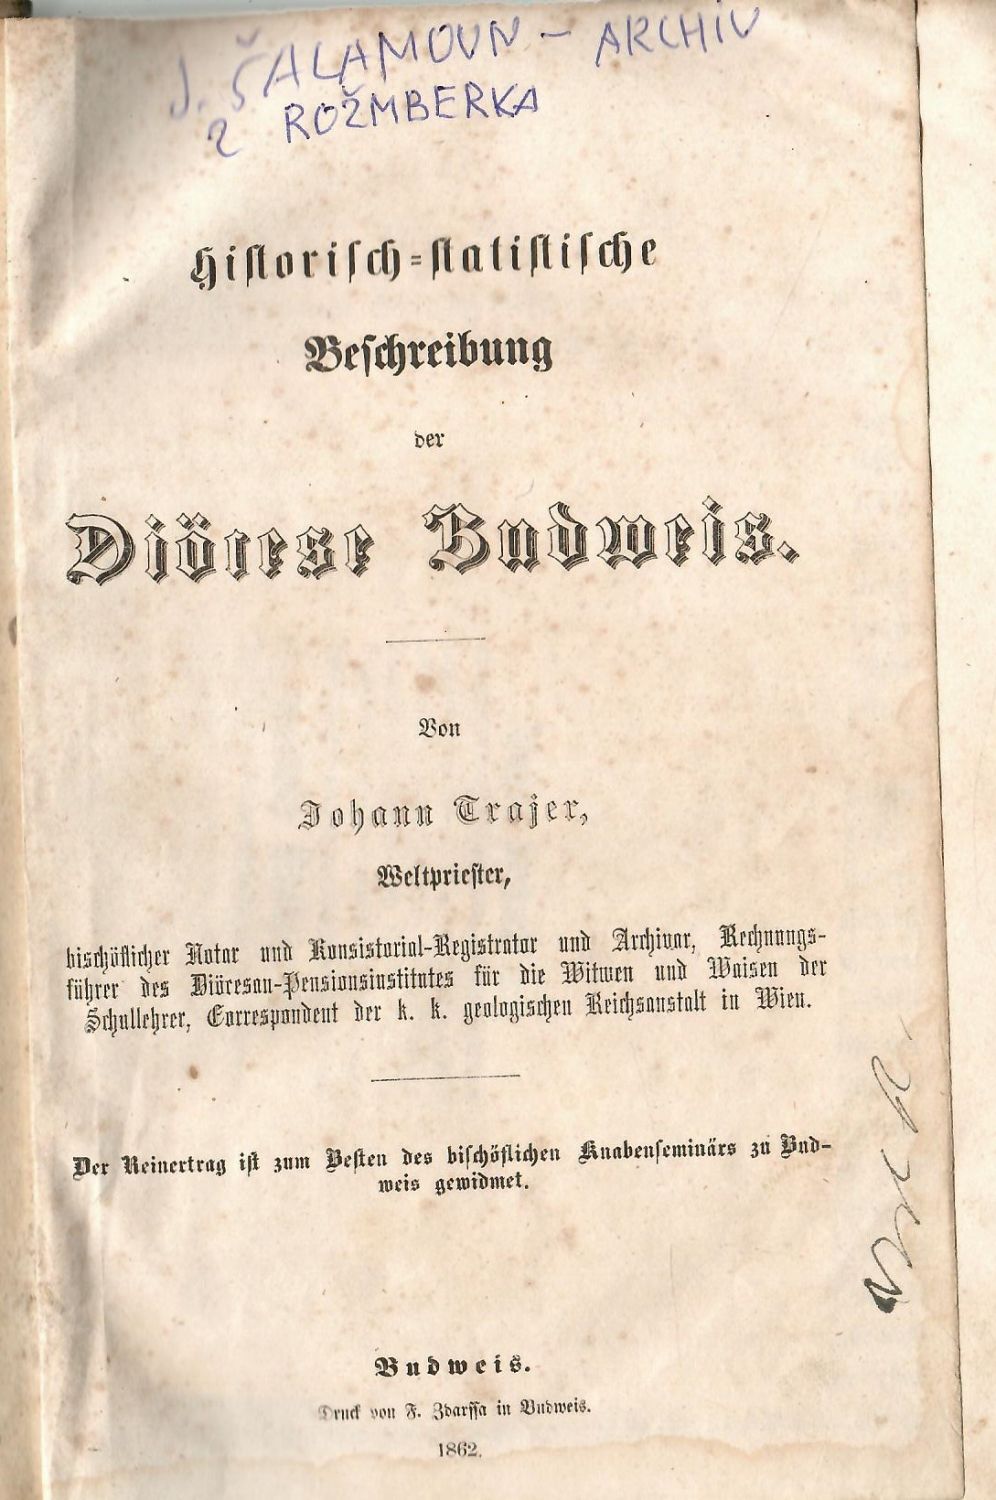 J. ŠALAMOUN - ARCHIV
Z ROŽMBERKA
Historisch-statistische
Beschreibung
der
Diöcese Budweis.
Von
Johann Trajer,
Weltpriester,
bischöflicher Notar und Konsistorial-Registrator und Archivar, Rechnungs-
führer des Diöcesan-Pensionsinstitutes für die Witwen und Waisen der
Schullehrer, Correspondent der k. k. geologischen Reichsanstalt in Wien.
Der Reinertrag ist zum Besten des bischöflichen Knabenseminärs zu Bud-
weis gewidmet.
Budweis.
Druck von F. Zdarssa in Budweis.
1862.